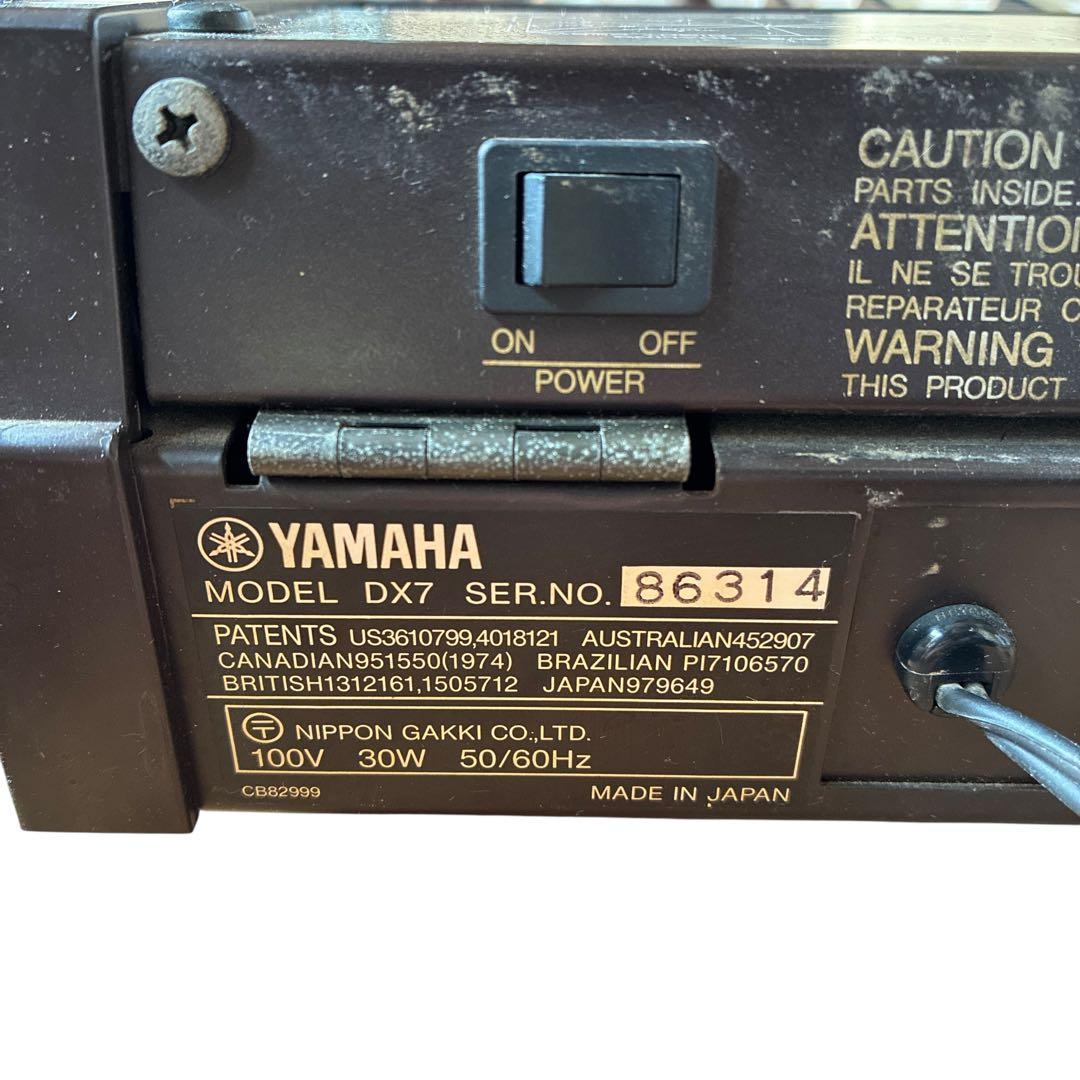 CAUTION
PARTS INSIDE.
ATTENTION
IL NE SE TROU
REPARATEUR C
WARNING
THIS PRODUCT
ON OFF
POWER
YAMAHA
MODEL DX7 SER.NO. 86314
PATENTS US3610799,4018121 AUSTRALIAN452907
CANADIAN951550(1974) BRAZILIAN PI7106570
BRITISH1312161,1505712 JAPAN979649
NIPPON GAKKI CO.,LTD.
100V 30W 50/60Hz
CB82999 MADE IN JAPAN